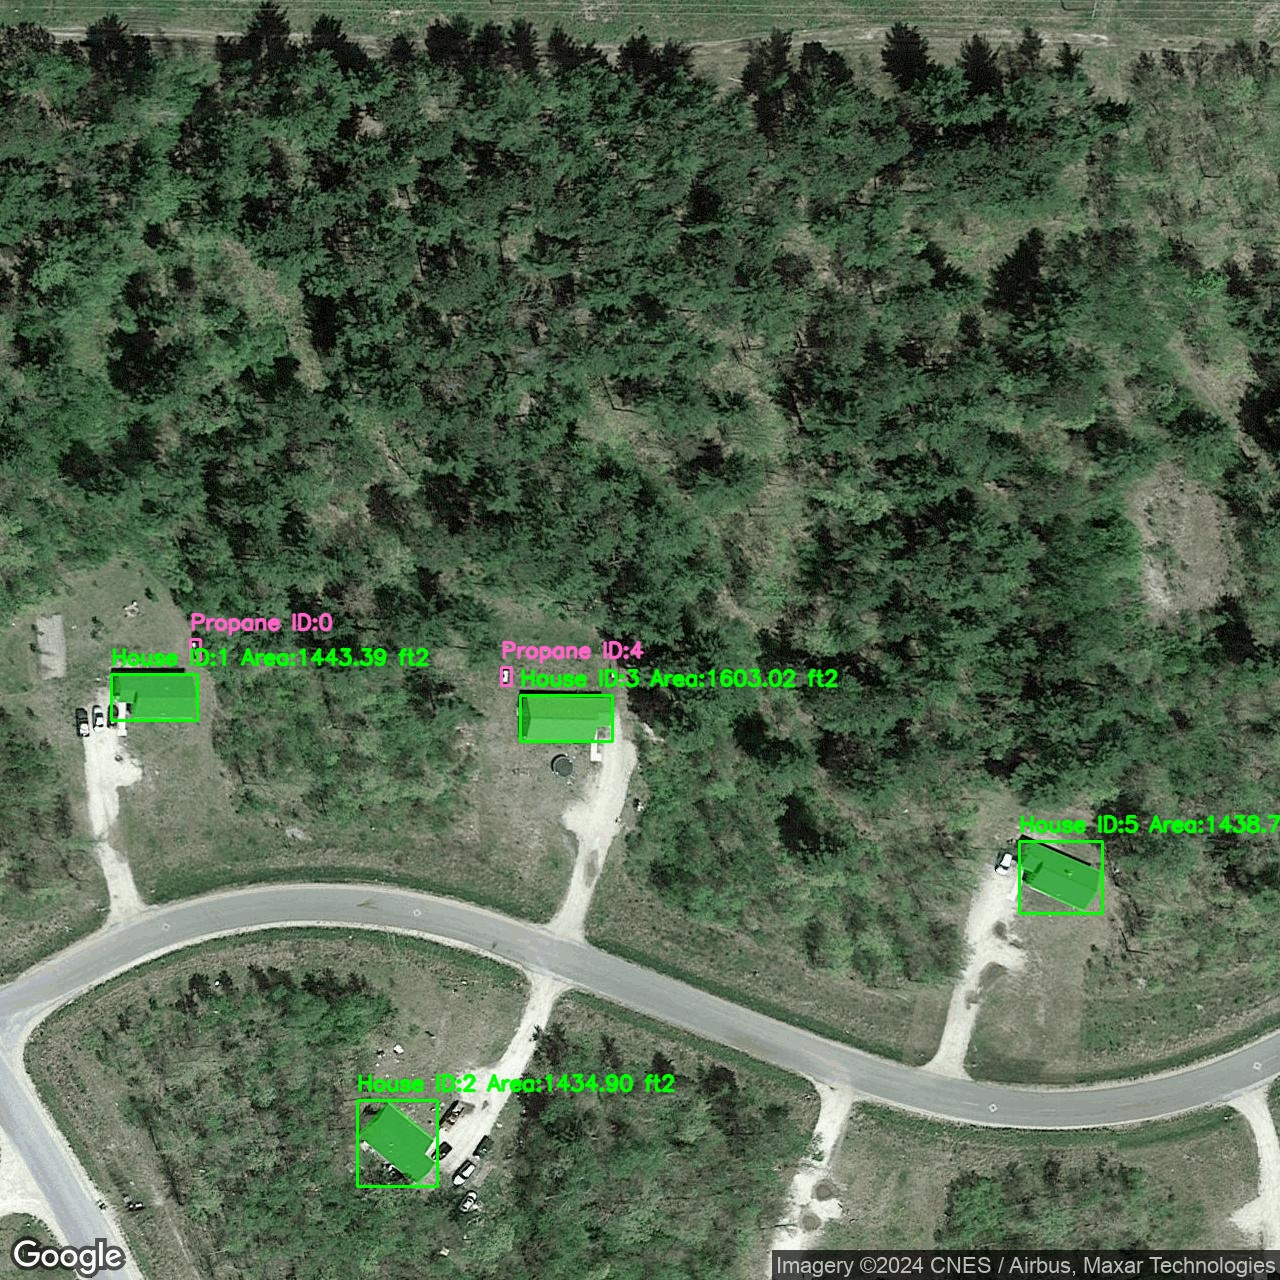 Propane ID:0
House ID:1 Area:1443.39 ft2
Propane ID:4
House ID:3 Area:1603.02 ft2
House ID:5 Area:1438.7
House ID:2 Area:1434.90 ft2
Google
Imagery ©2024 CNES / Airbus, Maxar Technologies